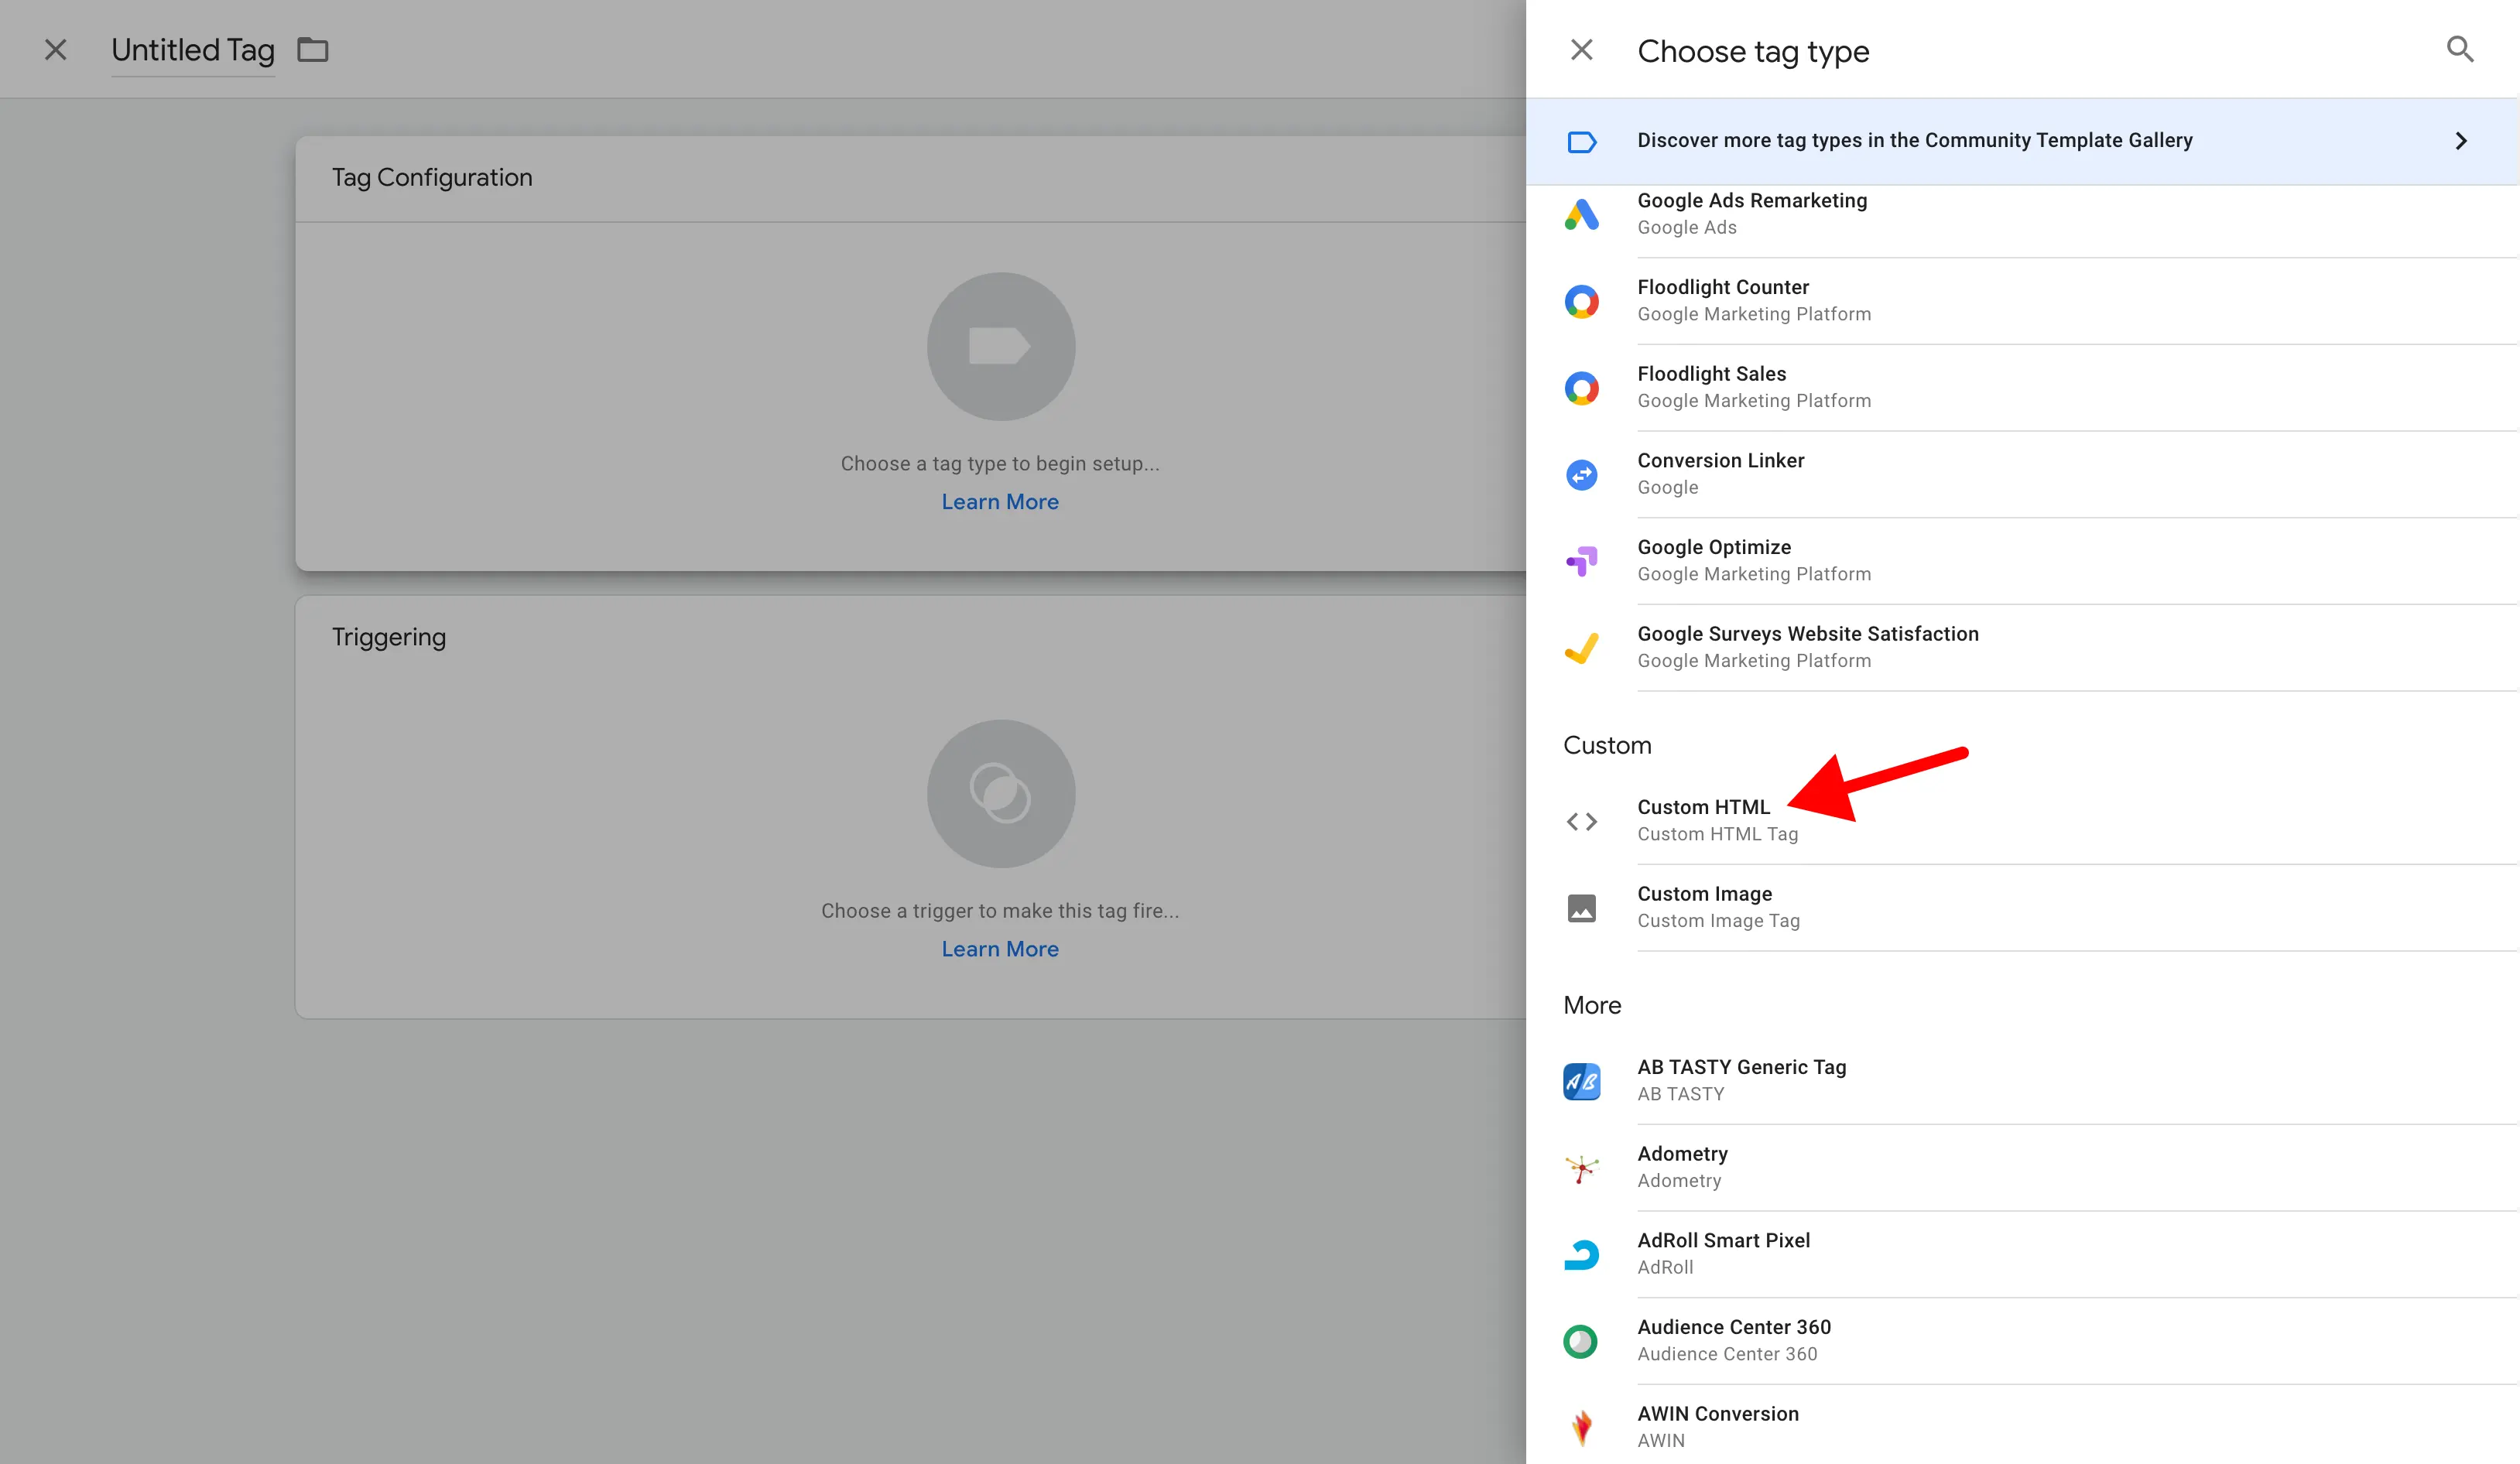 Untitled Tag
Tag Configuration
Choose a tag type to begin setup...
Learn More
Triggering
Choose a trigger to make this tag fire...
Learn More
Choose tag type
Discover more tag types in the Community Template Gallery
Google Ads Remarketing
Google Ads
Floodlight Counter
Google Marketing Platform
Floodlight Sales
Google Marketing Platform
Conversion Linker
Google
Google Optimize
Google Marketing Platform
Google Surveys Website Satisfaction
Google Marketing Platform
Custom
Custom HTML
Custom HTML Tag
Custom Image
Custom Image Tag
More
AB
AB TASTY Generic Tag
AB TASTY
Adometry
Adometry
AdRoll Smart Pixel
AdRoll
Audience Center 360
Audience Center 360
AWIN Conversion
AWIN